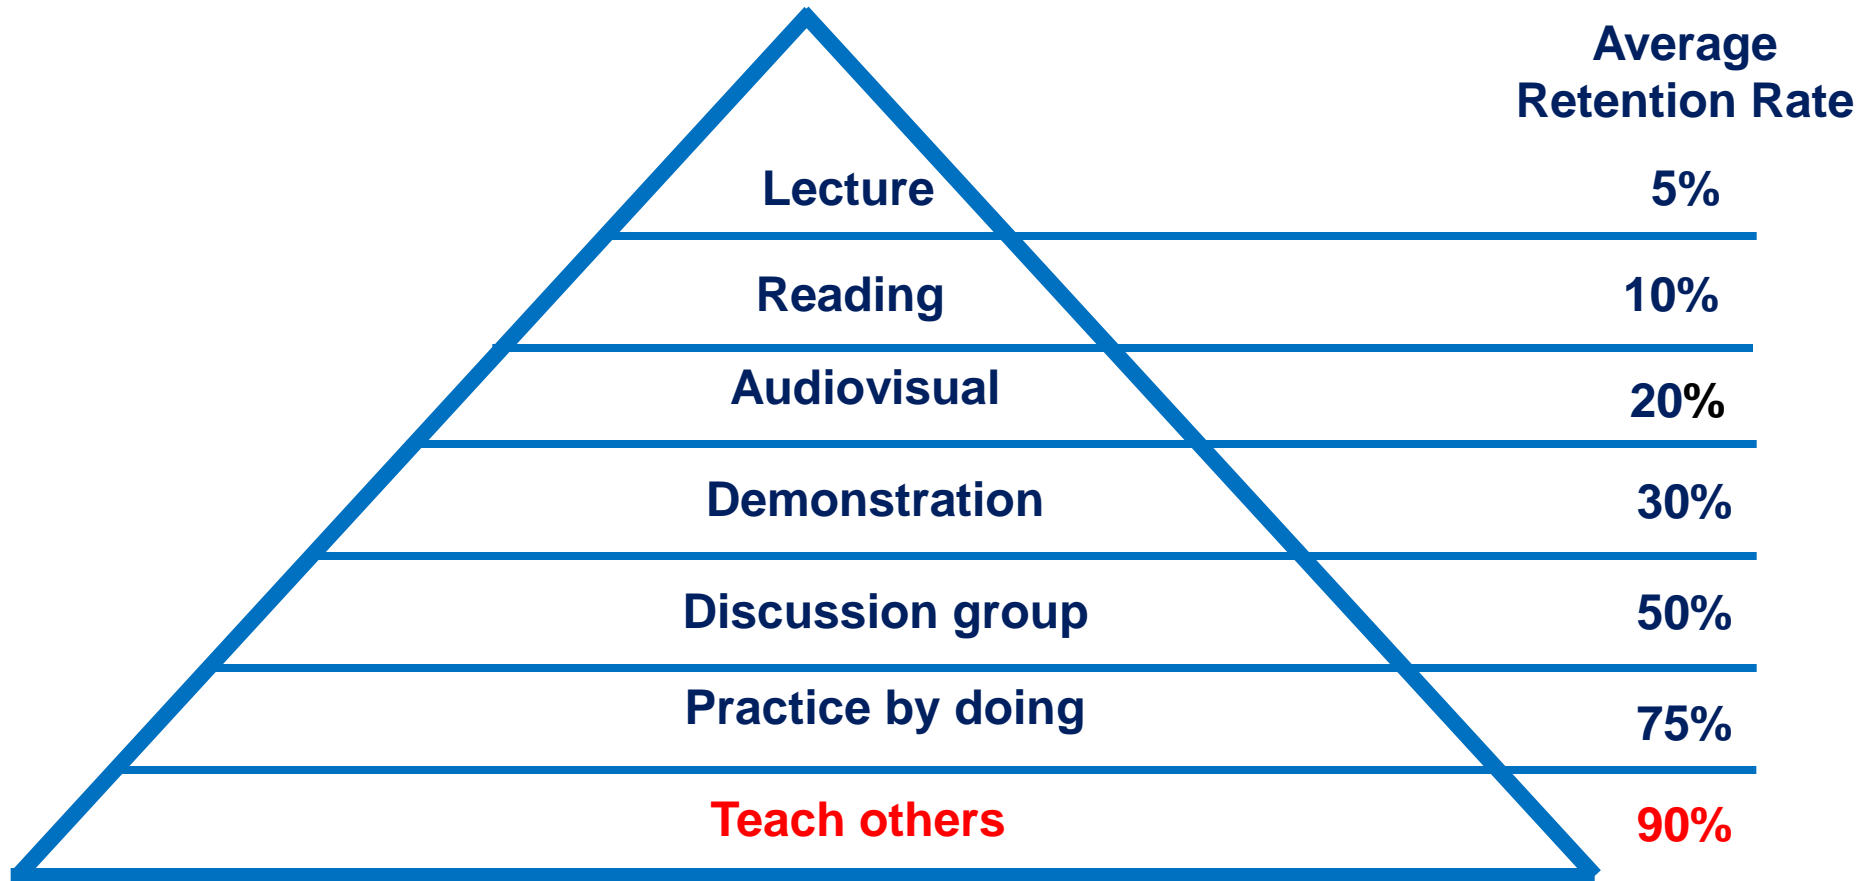 Average
Retention Rate
Lecture 5%
Reading 10%
Audiovisual 20%
Demonstration 30%
Discussion group 50%
Practice by doing 75%
Teach others 90%